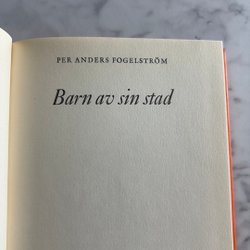 PER ANDERS FOGELSTRÖM
Barn av sin stad